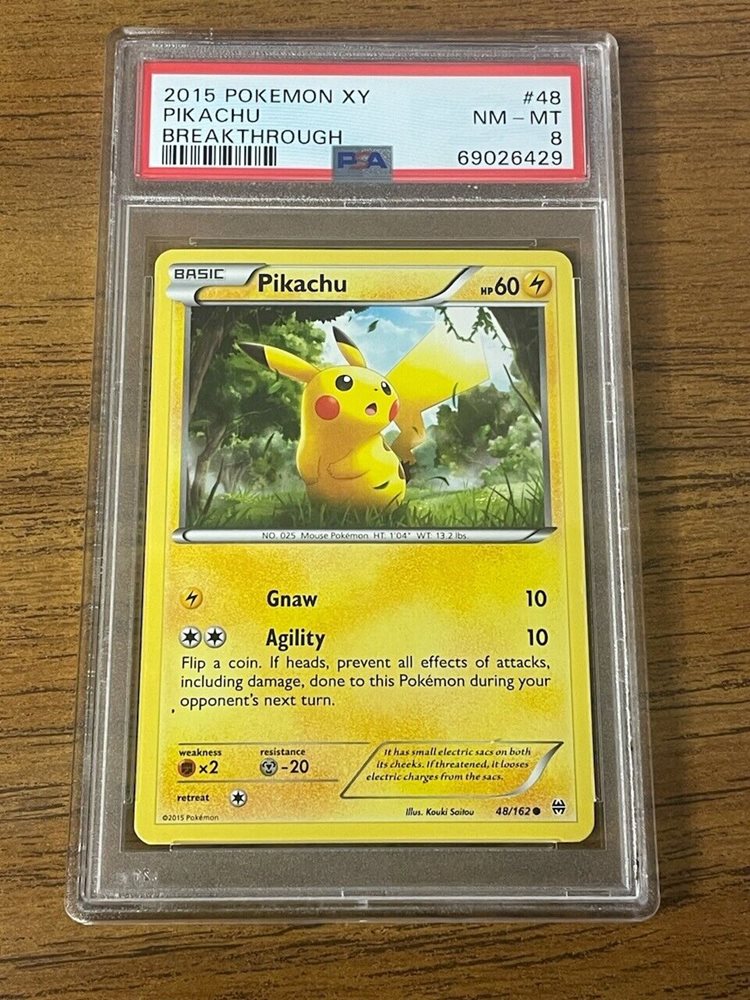 2015 POKEMON XY #48
PIKACHU NM - MT
BREAKTHROUGH 8
PSA 69026429
BASIC Pikachu HP60
NO. 025 Mouse Pokémon HT: 1'04" WT: 13.2 lbs.
Gnaw 10
Agility 10
Flip a coin. If heads, prevent all effects of attacks,
including damage, done to this Pokémon during your
opponent's next turn.
weakness resistance
×2 -20
It has small electric sacs on both
its cheeks. If threatened, it looses
electric charges from the sacs.
retreat
©2015 Pokémon Illus. Kouki Saitou 48/162